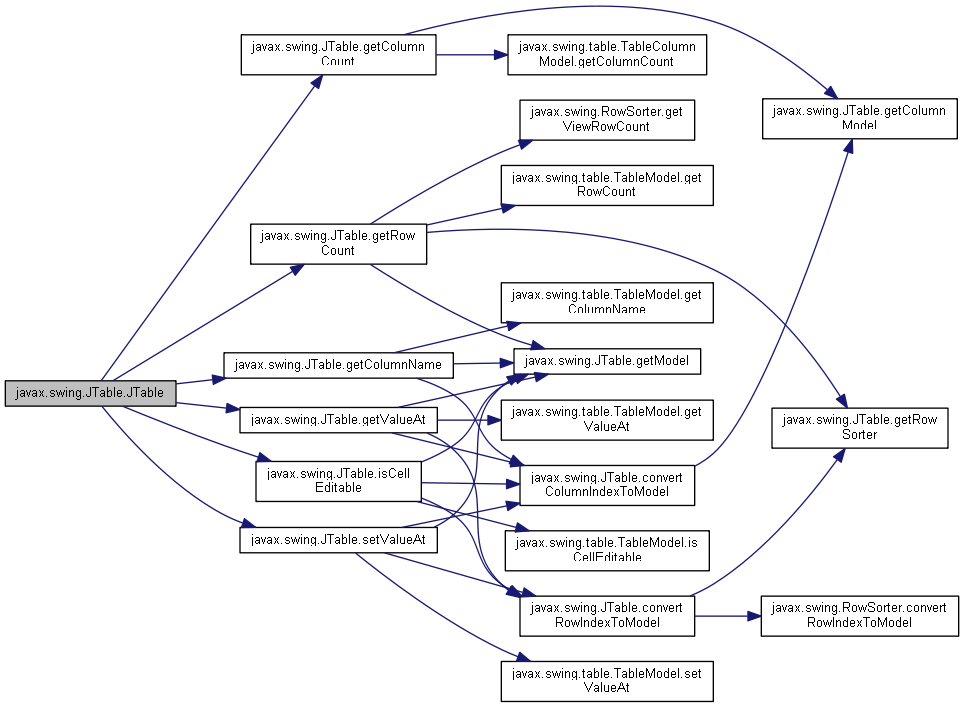 javax.swing.JTable.getColumn
Count
javax.swing.table.TableColumn
Model.getColumnCount
javax.swing.JTable.getColumn
Model
javax.swing.RowSorter.get
ViewRowCount
javax.swing.table.TableModel.get
RowCount
javax.swing.JTable.getRow
Count
javax.swing.table.TableModel.get
ColumnName
javax.swing.JTable.getColumnName
javax.swing.JTable.getModel
javax.swing.JTable.JTable
javax.swing.JTable.getValueAt
javax.swing.table.TableModel.get
ValueAt
javax.swing.JTable.getRow
Sorter
javax.swing.JTable.isCell
Editable
javax.swing.JTable.convert
ColumnIndexToModel
javax.swing.JTable.setValueAt
javax.swing.table.TableModel.is
CellEditable
javax.swing.JTable.convert
RowIndexToModel
javax.swing.RowSorter.convert
RowIndexToModel
javax.swing.table.TableModel.set
ValueAt